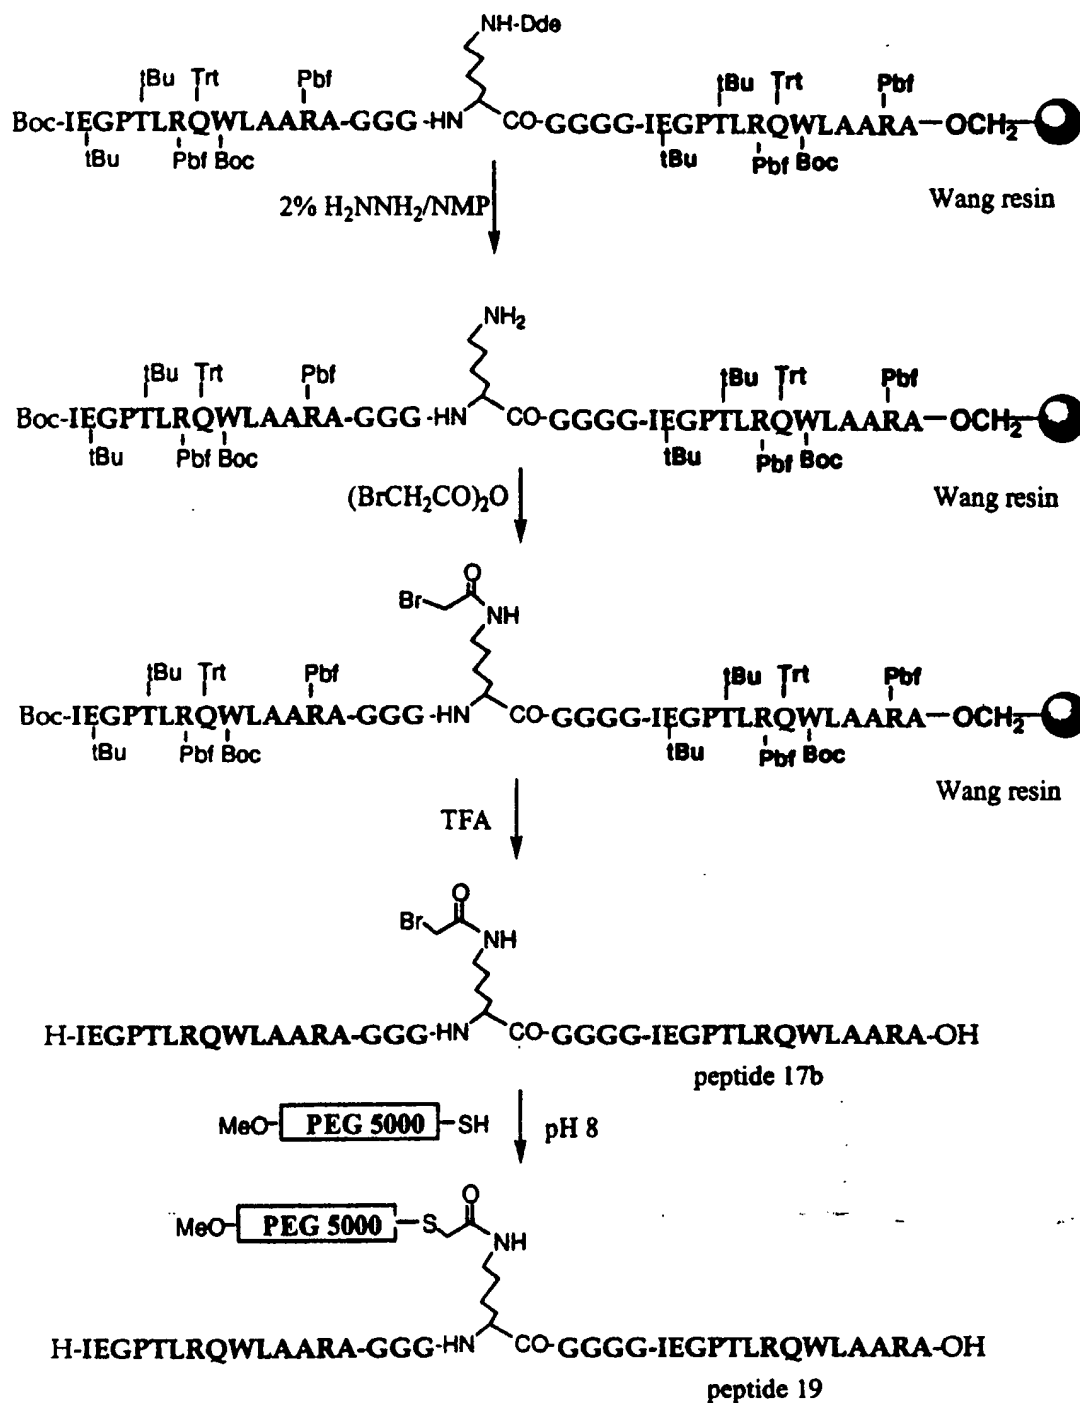 NH-Dde
tBu Trt Pbf tBu Trt Pbf
Boc-IEGPTLRQWLAARA-GGG-HN CO-GGGG-IEGPTLRQWLAARA-OCH2
tBu Pbf Boc tBu Pbf Boc
2% H2NNH2/NMP
Wang resin
NH2
tBu Trt Pbf tBu Trt Pbf
Boc-IEGPTLRQWLAARA-GGG-HN CO-GGGG-IEGPTLRQWLAARA-OCH2
tBu Pbf Boc tBu Pbf Boc
(BrCH2CO)2O
Wang resin
O
Br NH
tBu Trt Pbf tBu Trt Pbf
Boc-IEGPTLRQWLAARA-GGG-HN CO-GGGG-IEGPTLRQWLAARA-OCH2
tBu Pbf Boc tBu Pbf Boc
Wang resin
TFA
O
Br NH
H-IEGPTLRQWLAARA-GGG-HN CO-GGGG-IEGPTLRQWLAARA-OH
peptide 17b
MeO-PEG 5000-SH pH 8
O
MeO-PEG 5000-S NH
H-IEGPTLRQWLAARA-GGG-HN CO-GGGG-IEGPTLRQWLAARA-OH
peptide 19